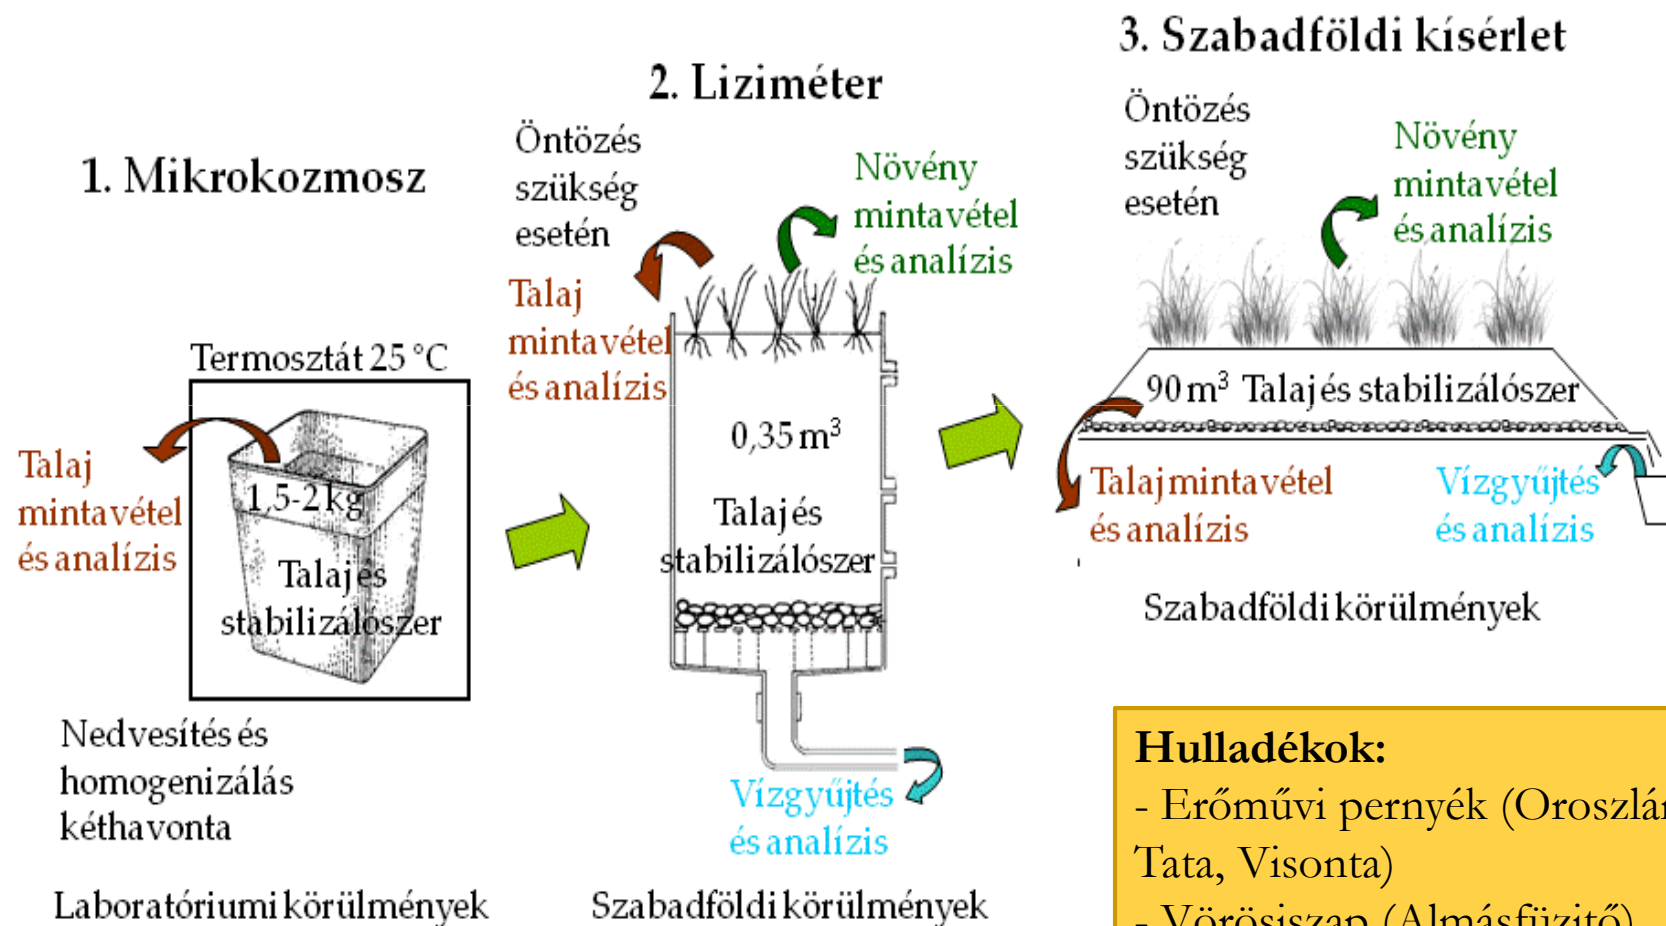 1. Mikrokozmosz
Termosztát 25 °C
Talaj
mintavétel
és analízis
1,5-2 kg
Talaj és
stabilizálószer
Nedvesítés és
homogenizálás
kéthavonta
Laboratóriumi körülmények
2. Liziméter
Öntözés
szükség
esetén
Növény
mintavétel
és analízis
Talaj
mintavétel
és analízis
0,35 m³
Talaj és
stabilizálószer
Vízgyűjtés
és analízis
Szabadföldi körülmények
3. Szabadföldi kísérlet
Öntözés
szükség
esetén
Növény
mintavétel
és analízis
90 m³ Talaj és stabilizálószer
Talaj mintavétel
és analízis
Vízgyűjtés
és analízis
Szabadföldi körülmények
Hulladékok:
- Erőművi pernyék
Tata, Visonta)
- Vörösiszap (Almásfüzitő)